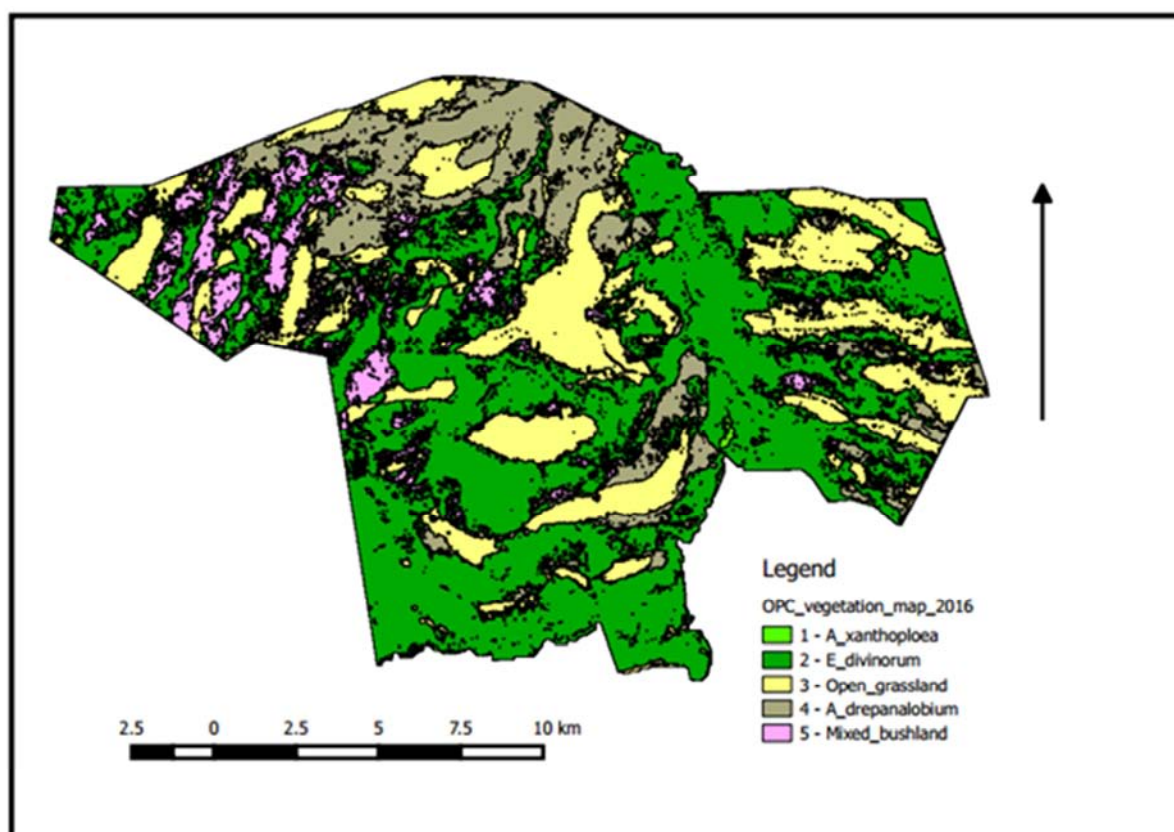 Legend
OPC_vegetation_map_2016
1 - A_xanthoploea
2 - E_divinorum
3 - Open_grassland
4 - A_drepanalobium
5 - Mixed_bushland
2.5 0 2.5 5 7.5 10 km